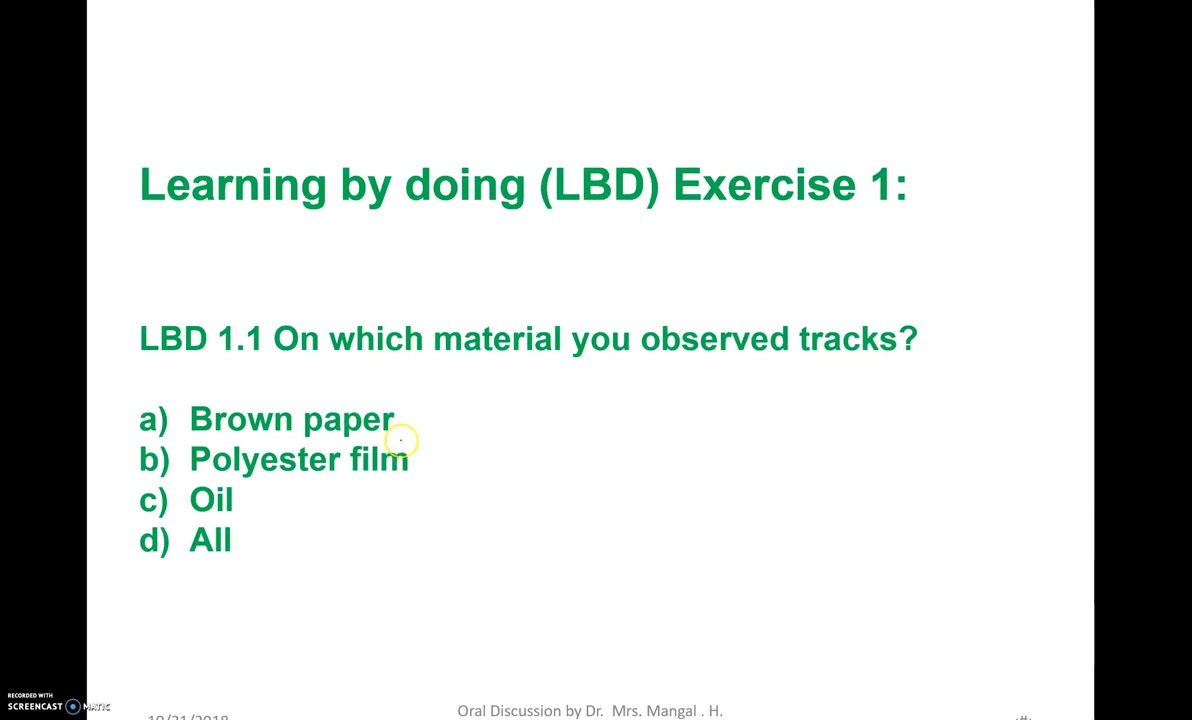 Learning by doing (LBD) Exercise 1:
LBD 1.1 On which material you observed tracks?
a) Brown paper
b) Polyester film
c) Oil
d) All
RECORDED WITH
SCREENCAST MATIC
10/21/2018
Oral Discussion by Dr. Mrs. Mangal . H.
‹#›